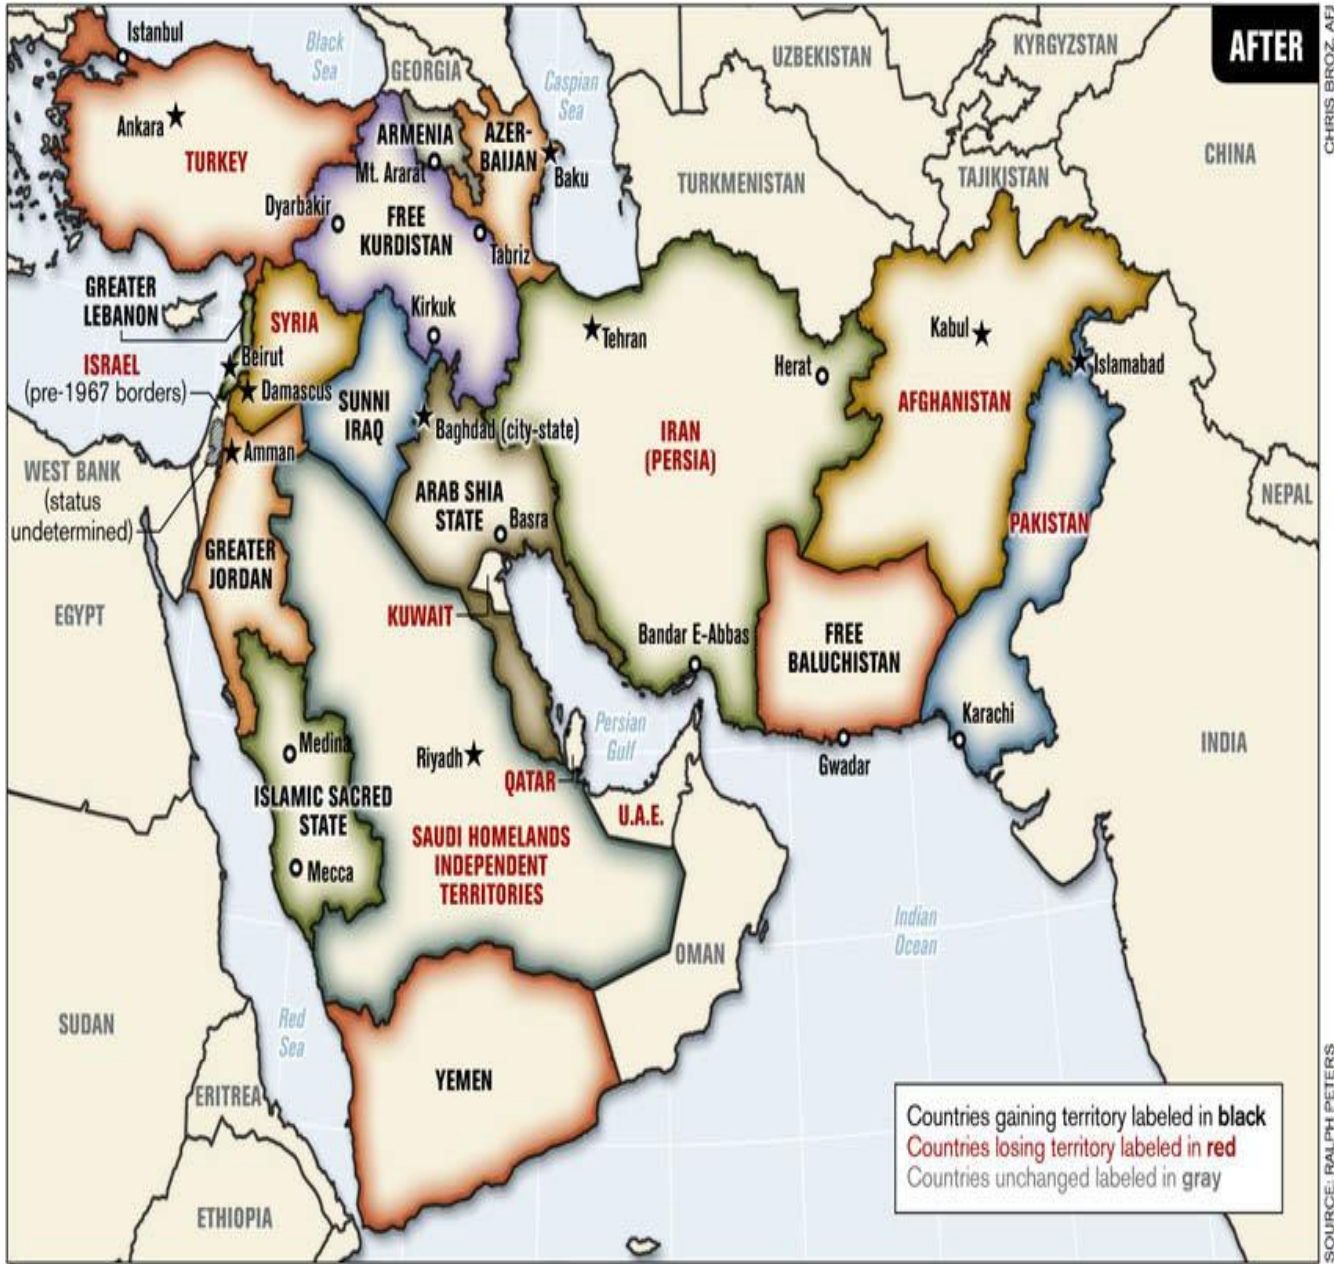 AFTER
CHRIS BROZ, AFJ
Istanbul
Black
Sea
GEORGIA
Caspian
Sea
UZBEKISTAN
KYRGYZSTAN
Ankara
TURKEY
ARMENIA
AZER-
BAIJAN
Mt. Ararat
Baku
TURKMENISTAN
TAJIKISTAN
CHINA
Dyarbakir
FREE
KURDISTAN
Tabriz
GREATER
LEBANON
SYRIA
Kirkuk
Tehran
Herat
Kabul
Islamabad
ISRAEL
(pre-1967 borders)
Beirut
Damascus
SUNNI
IRAQ
Baghdad (city-state)
IRAN
(PERSIA)
AFGHANISTAN
WEST BANK
(status
undetermined)
Amman
ARAB SHIA
STATE
Basra
PAKISTAN
NEPAL
GREATER
JORDAN
EGYPT
KUWAIT
Bandar E-Abbas
FREE
BALUCHISTAN
Karachi
Gwadar
INDIA
Medina
Riyadh
Persian
Gulf
QATAR
U.A.E.
ISLAMIC SACRED
STATE
Mecca
SAUDI HOMELANDS
INDEPENDENT
TERRITORIES
OMAN
Indian
Ocean
SUDAN
Red
Sea
YEMEN
ERITREA
ETHIOPIA
Countries gaining territory labeled in black
Countries losing territory labeled in red
Countries unchanged labeled in gray
SOURCE: RALPH PETERS